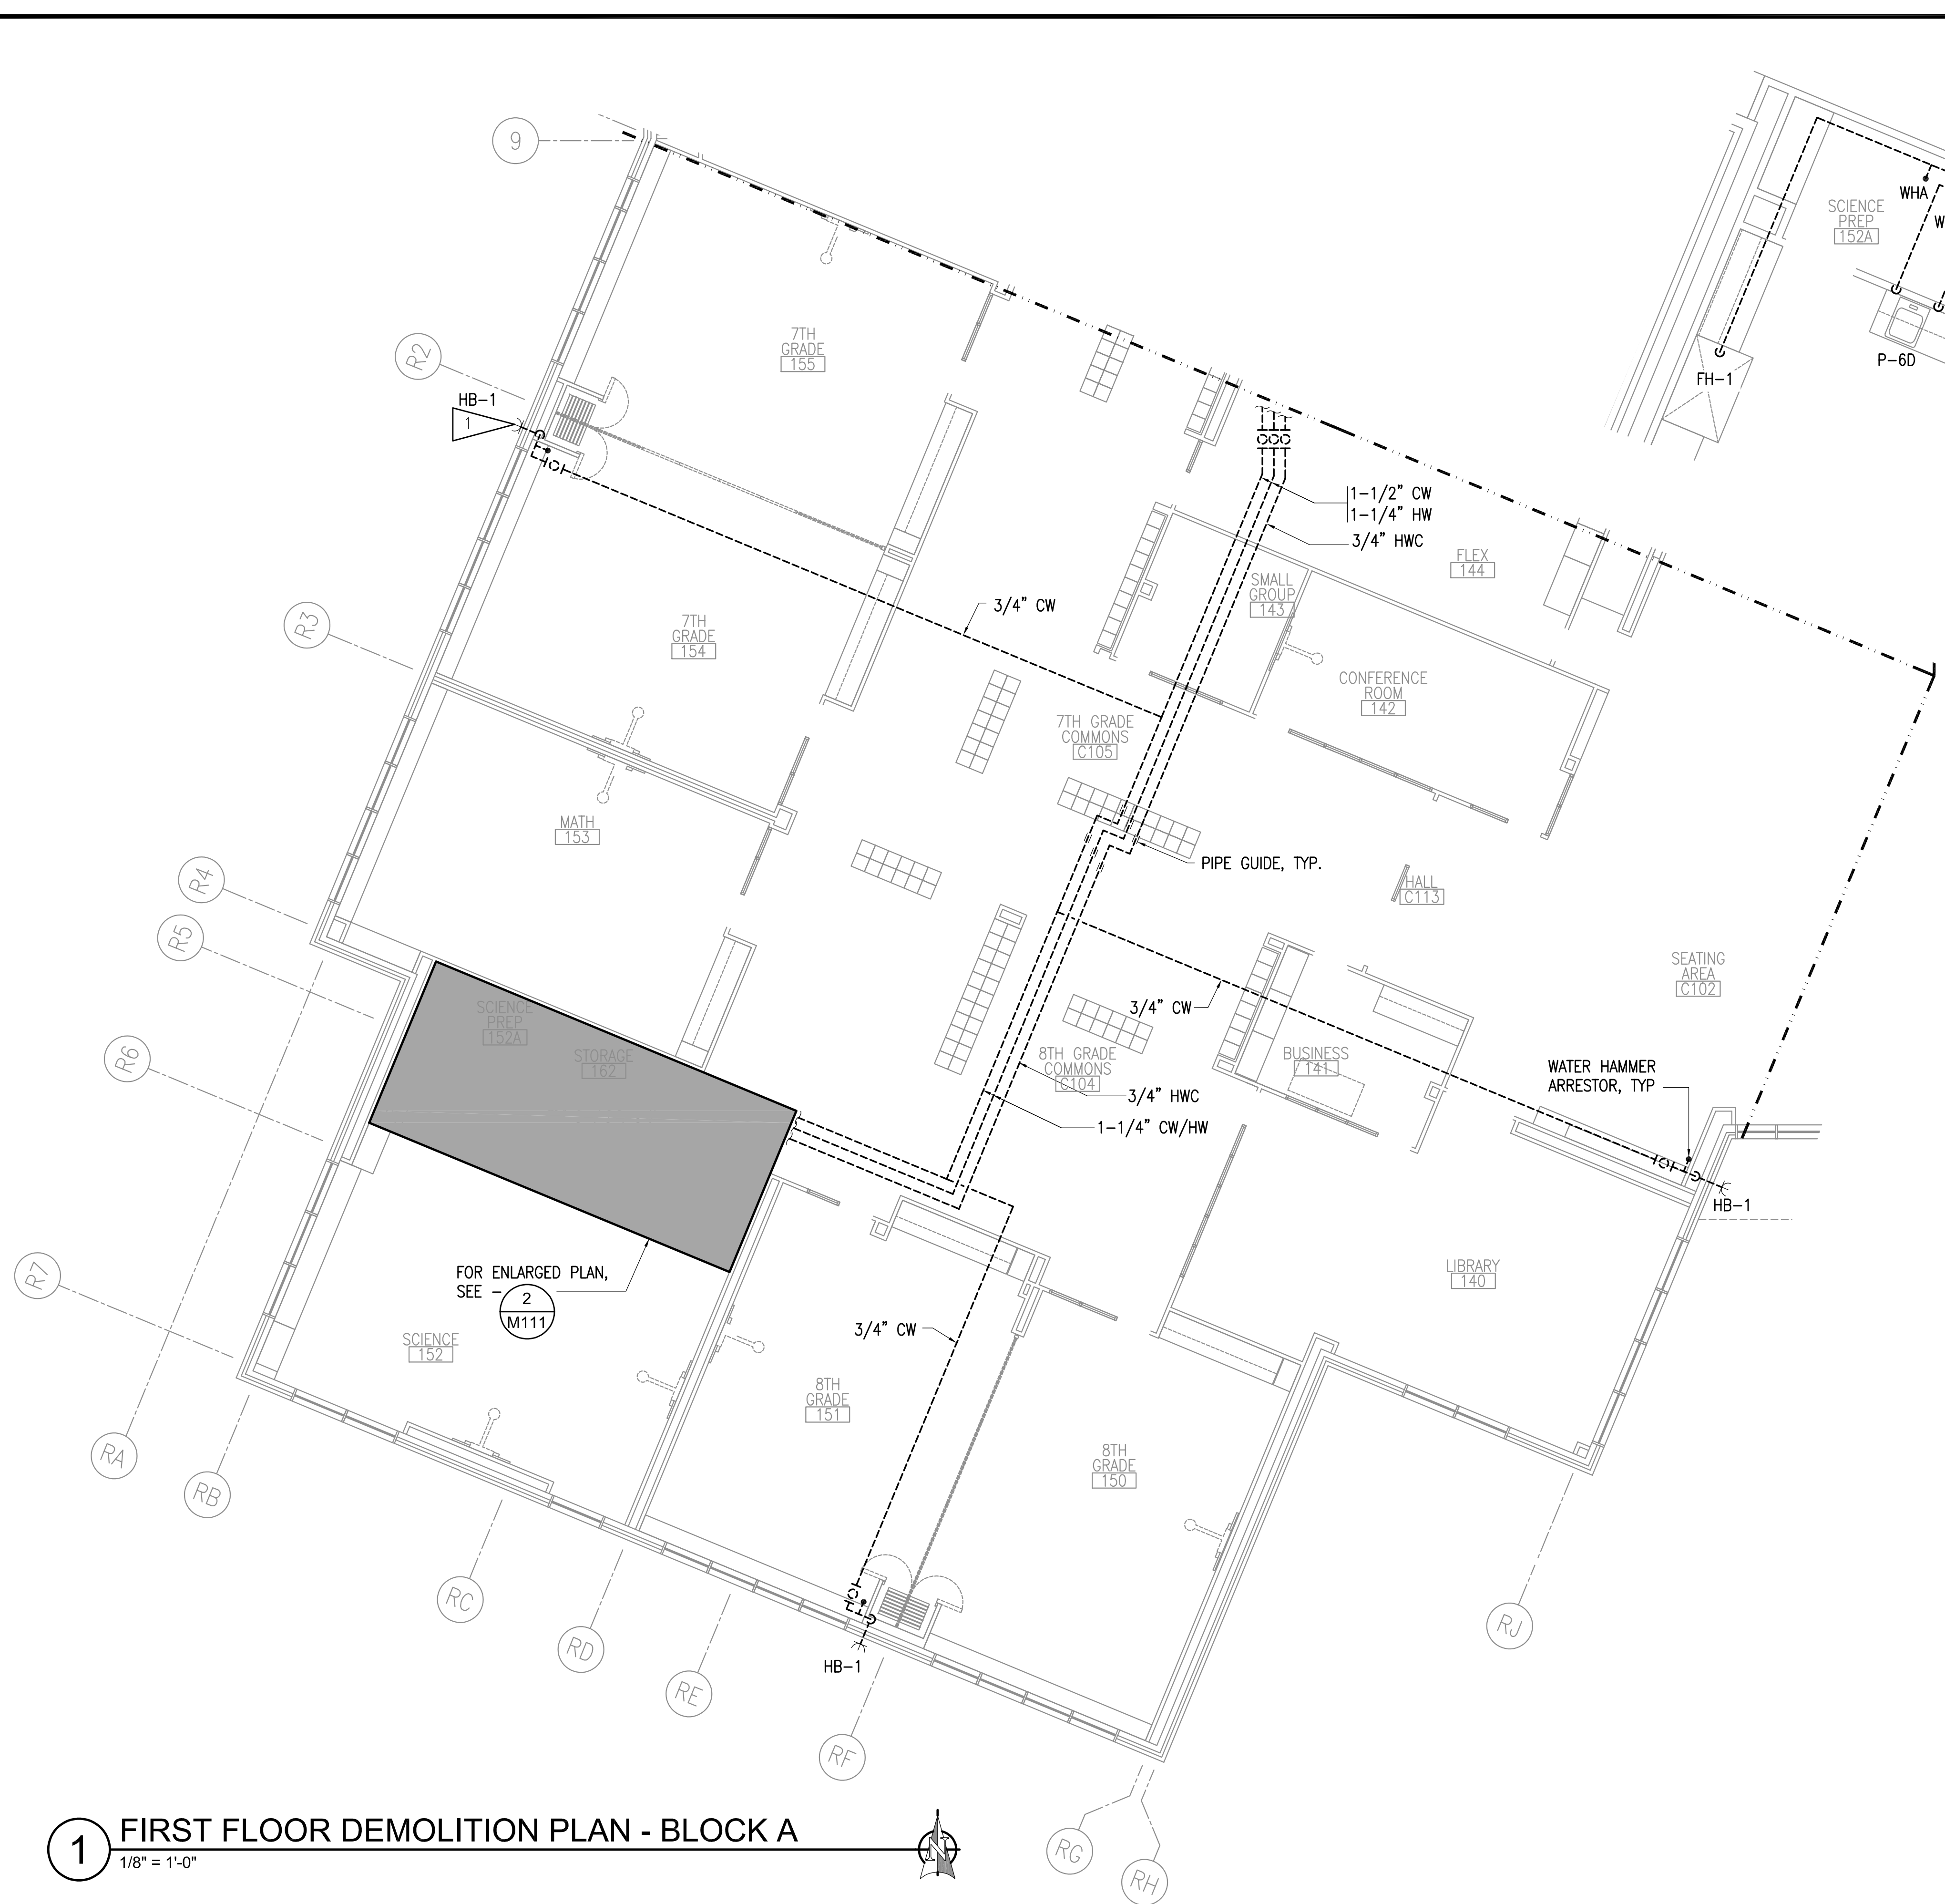 9
SCIENCE
PREP
152A
WHA
W
P-6D
FH-1
7TH
GRADE
155
R2
HB-1
1
1-1/2" CW
1-1/4" HW
3/4" HWC
FLEX
144
SMALL
GROUP
143
3/4" CW
R3
7TH
GRADE
154
CONFERENCE
ROOM
142
7TH GRADE
COMMONS
C105
MATH
153
PIPE GUIDE, TYP.
R4
HALL
C113
R5
SEATING
AREA
C102
SCIENCE
PREP
152A
3/4" CW
R6
STORAGE
162
8TH GRADE
COMMONS
C104
BUSINESS
141
WATER HAMMER
ARRESTOR, TYP
3/4" HWC
1-1/4" CW/HW
HB-1
R7
FOR ENLARGED PLAN,
SEE -
2
M111
LIBRARY
140
3/4" CW
SCIENCE
152
8TH
GRADE
151
8TH
GRADE
150
RA
RB
RC
RD
RE
RF
HB-1
RJ
RG
RH
1
FIRST FLOOR DEMOLITION PLAN - BLOCK A
1/8" = 1'-0"
N